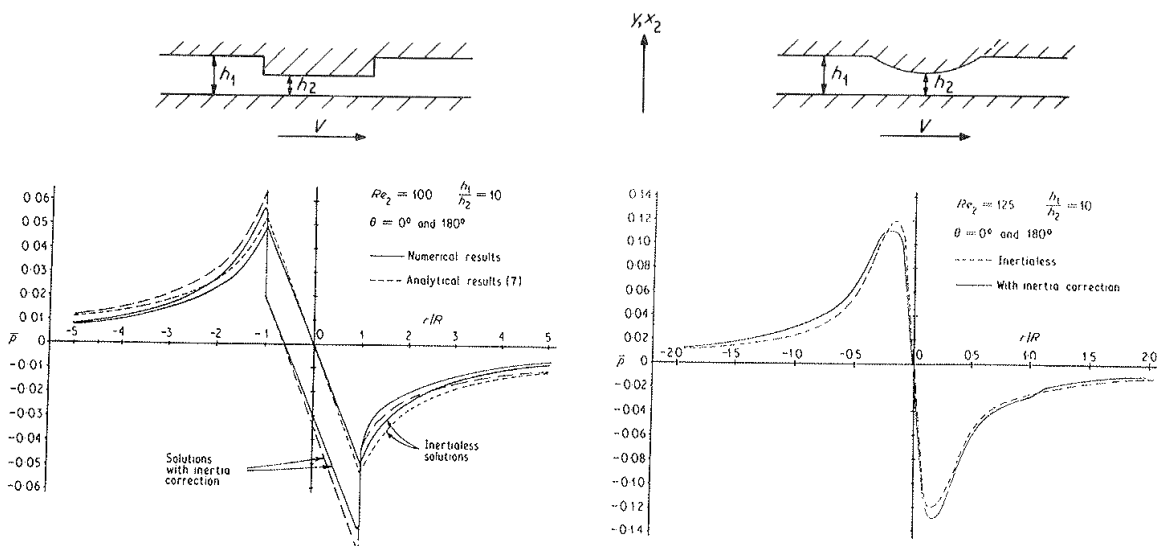 h₁
h₂
V
y, x₂
h₁
h₂
V
Re₂ = 100 h₁/h₂ = 10
θ = 0° and 180°
Numerical results
Analytical results (7)
r/R
p̅
0·06
0·05
0·04
0·03
0·02
0·01
0
-0·01
-0·02
-0·03
-0·04
-0·05
-0·06
-5 -4 -3 -2 -1 0 1 2 3 4 5
Solutions
with inertia
correction
Inertialess
solutions
Re₂ = 125 h₁/h₂ = 10
θ = 0° and 180°
Inertialess
With inertia correction
r/R
p̅
0·14
0·12
0·10
0·08
0·06
0·04
0·02
0
-0·02
-0·04
-0·06
-0·08
-0·10
-0·12
-0·14
-2·0 -1·5 -1·0 -0·5 0 0·5 1·0 1·5 2·0